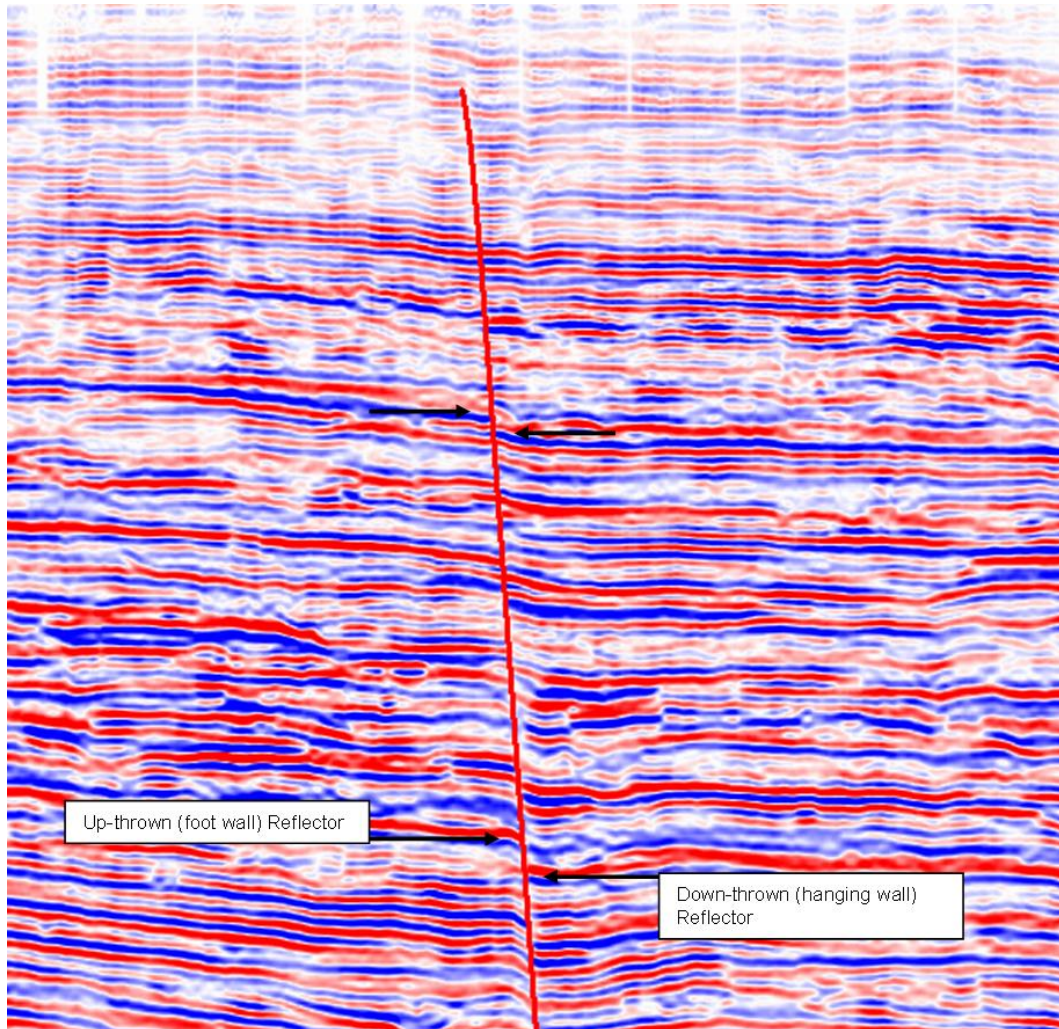 Up-thrown (foot wall) Reflector
Down-thrown (hanging wall)
Reflector